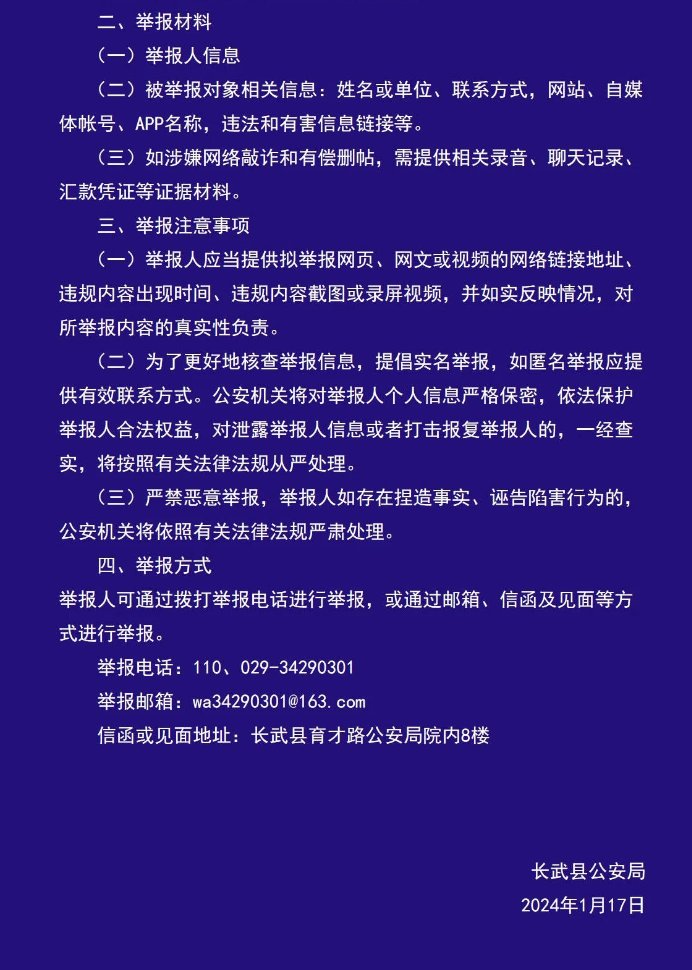 二、举报材料
（一）举报人信息
（二）被举报对象相关信息：姓名或单位、联系方式，网站、自媒
体帐号、APP名称，违法和有害信息链接等。
（三）如涉嫌网络敲诈和有偿删帖，需提供相关录音、聊天记录、
汇款凭证等证据材料。
三、举报注意事项
（一）举报人应当提供拟举报网页、网文或视频的网络链接地址、
违规内容出现时间、违规内容截图或录屏视频，并如实反映情况，对
所举报内容的真实性负责。
（二）为了更好地核查举报信息，提倡实名举报，如匿名举报应提
供有效联系方式。公安机关将对举报人个人信息严格保密，依法保护
举报人合法权益，对泄露举报人信息或者打击报复举报人的，一经查
实，将按照有关法律法规从严处理。
（三）严禁恶意举报，举报人如存在捏造事实、诬告陷害行为的，
公安机关将依照有关法律法规严肃处理。
四、举报方式
举报人可通过拨打举报电话进行举报，或通过邮箱、信函及见面等方
式进行举报。
举报电话：110、029-34290301
举报邮箱：wa34290301@163.com
信函或见面地址：长武县育才路公安局院内8楼
长武县公安局
2024年1月17日